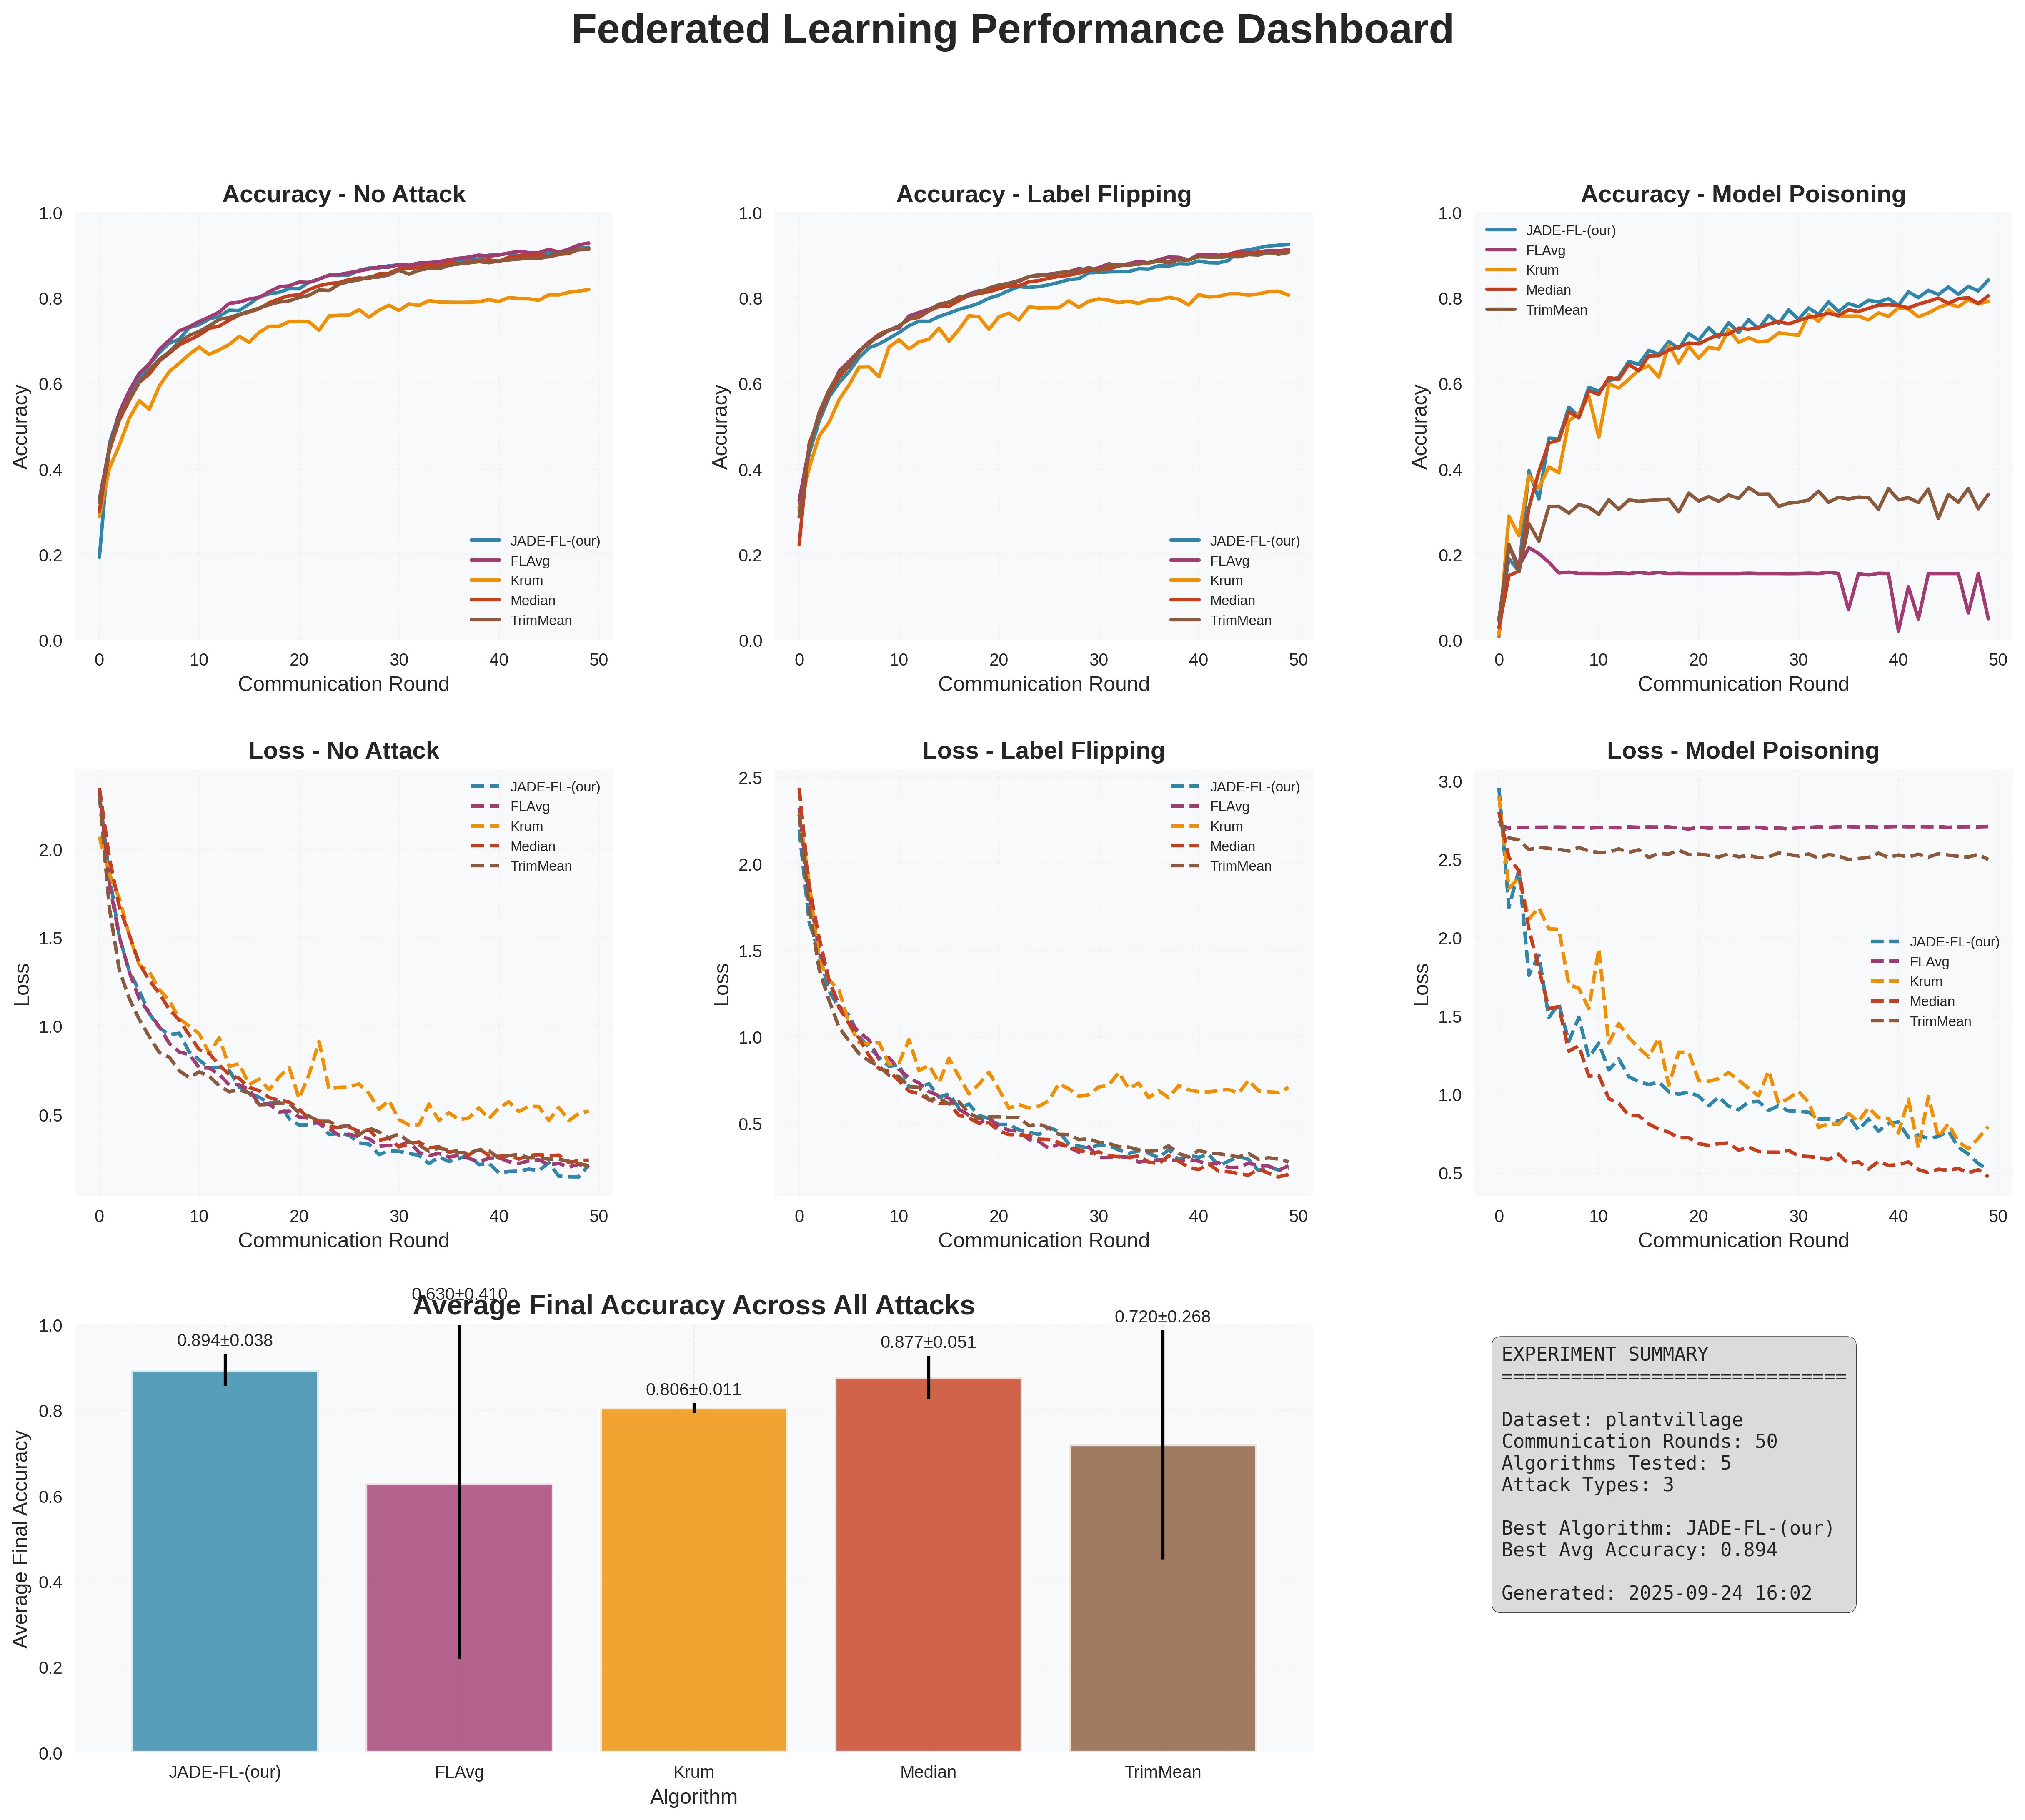 Federated Learning Performance Dashboard
Accuracy - No Attack
1.0
0.8
0.6
0.4
0.2
0.0
Accuracy
JADE-FL-(our)
FLAvg
Krum
Median
TrimMean
0 10 20 30 40 50
Communication Round
Accuracy - Label Flipping
1.0
0.8
0.6
0.4
0.2
0.0
Accuracy
JADE-FL-(our)
FLAvg
Krum
Median
TrimMean
0 10 20 30 40 50
Communication Round
Accuracy - Model Poisoning
1.0
0.8
0.6
0.4
0.2
0.0
Accuracy
JADE-FL-(our)
FLAvg
Krum
Median
TrimMean
0 10 20 30 40 50
Communication Round
Loss - No Attack
2.0
1.5
1.0
0.5
Loss
JADE-FL-(our)
FLAvg
Krum
Median
TrimMean
0 10 20 30 40 50
Communication Round
Loss - Label Flipping
2.5
2.0
1.5
1.0
0.5
Loss
JADE-FL-(our)
FLAvg
Krum
Median
TrimMean
0 10 20 30 40 50
Communication Round
Loss - Model Poisoning
3.0
2.5
2.0
1.5
1.0
0.5
Loss
JADE-FL-(our)
FLAvg
Krum
Median
TrimMean
0 10 20 30 40 50
Communication Round
Average Final Accuracy Across All Attacks
1.0
0.8
0.6
0.4
0.2
0.0
Average Final Accuracy
0.894±0.038
0.630±0.410
0.806±0.011
0.877±0.051
0.720±0.268
JADE-FL-(our) FLAvg Krum Median TrimMean
Algorithm
EXPERIMENT SUMMARY
==============================
Dataset: plantvillage
Communication Rounds: 50
Algorithms Tested: 5
Attack Types: 3
Best Algorithm: JADE-FL-(our)
Best Avg Accuracy: 0.894
Generated: 2025-09-24 16:02